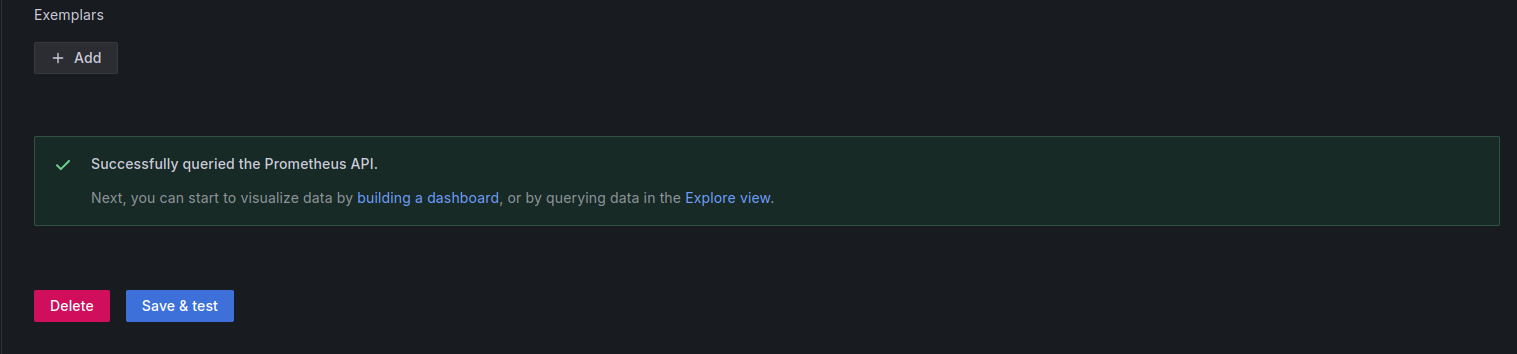 Exemplars
+ Add
Successfully queried the Prometheus API.
Next, you can start to visualize data by building a dashboard, or by querying data in the Explore view.
Delete Save & test